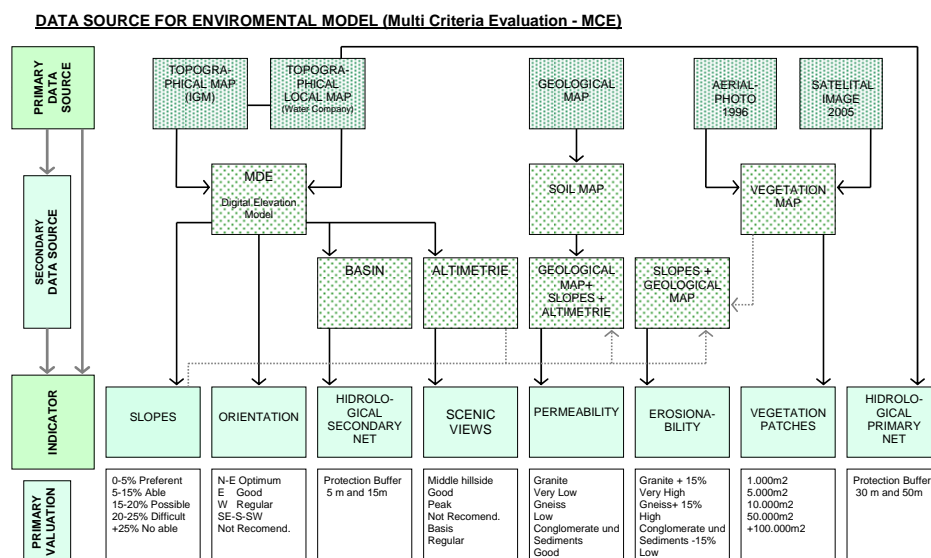 DATA SOURCE FOR ENVIROMENTAL MODEL (Multi Criteria Evaluation - MCE)
PRIMARY
DATA
SOURCE
TOPOGRA-
PHICAL MAP
(IGM)
TOPOGRA-
PHICAL
LOCAL MAP
(Water Company)
GEOLOGICAL
MAP
AERIAL-
PHOTO
1996
SATELITAL
IMAGE
2005
SECONDARY
DATA SOURCE
MDE
Digital Elevation
Model
SOIL MAP
VEGETATION
MAP
BASIN
ALTIMETRIE
GEOLOGICAL
MAP+
SLOPES +
ALTIMETRIE
SLOPES +
GEOLOGICAL
MAP
INDICATOR
SLOPES
ORIENTATION
HIDROLO-
GICAL
SECONDARY
NET
SCENIC
VIEWS
PERMEABILITY
EROSIONA-
BILITY
VEGETATION
PATCHES
HIDROLO-
GICAL
PRIMARY
NET
PRIMARY
VALUATION
0-5% Preferent
5-15% Able
15-20% Possible
20-25% Difficult
+25% No able
N-E Optimum
E Good
W Regular
SE-S-SW
Not Recomend.
Protection Buffer
5 m and 15m
Middle hillside
Good
Peak
Not Recomend.
Basis
Regular
Granite
Very Low
Gneiss
Low
Conglomerate und
Sediments
Good
Granite + 15%
Very High
Gneiss+ 15%
High
Conglomerate und
Sediments -15%
Low
1.000m2
5.000m2
10.000m2
50.000m2
+100.000m2
Protection Buffer
30 m and 50m